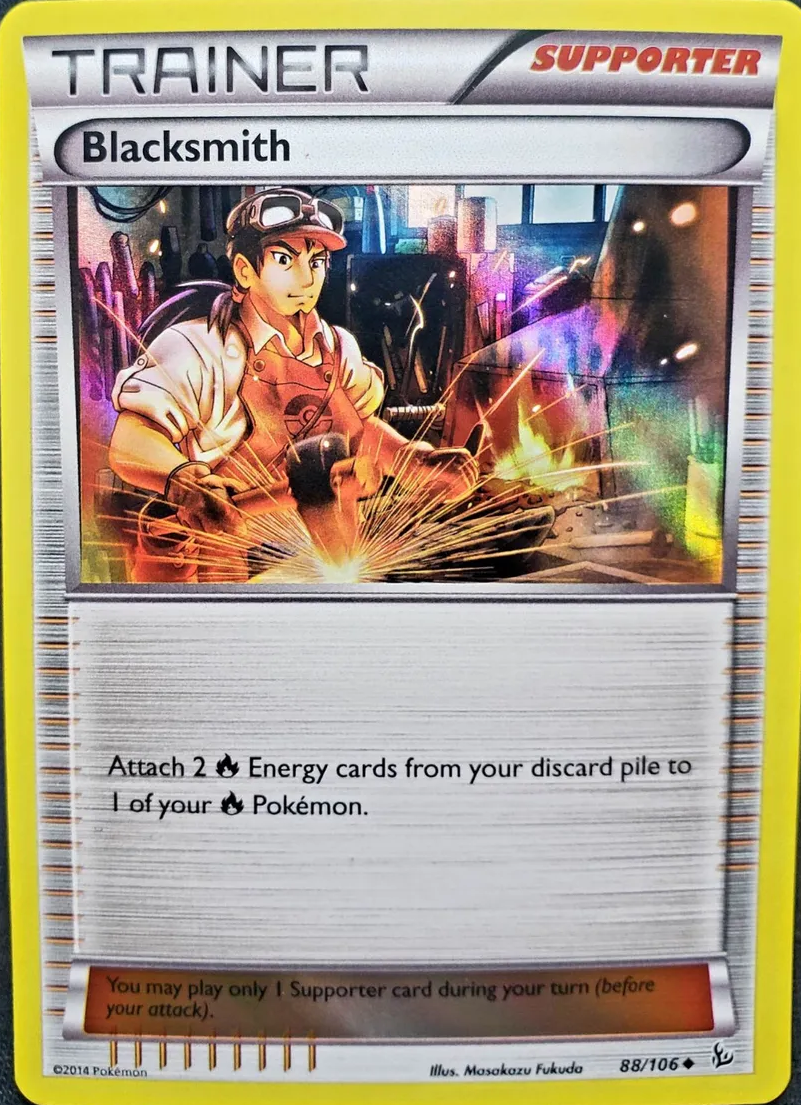 TRAINER
SUPPORTER
Blacksmith
Attach 2 Energy cards from your discard pile to
1 of your Pokémon.
You may play only 1 Supporter card during your turn (before
your attack).
©2014 Pokémon
Illus. Masakazu Fukuda
88/106